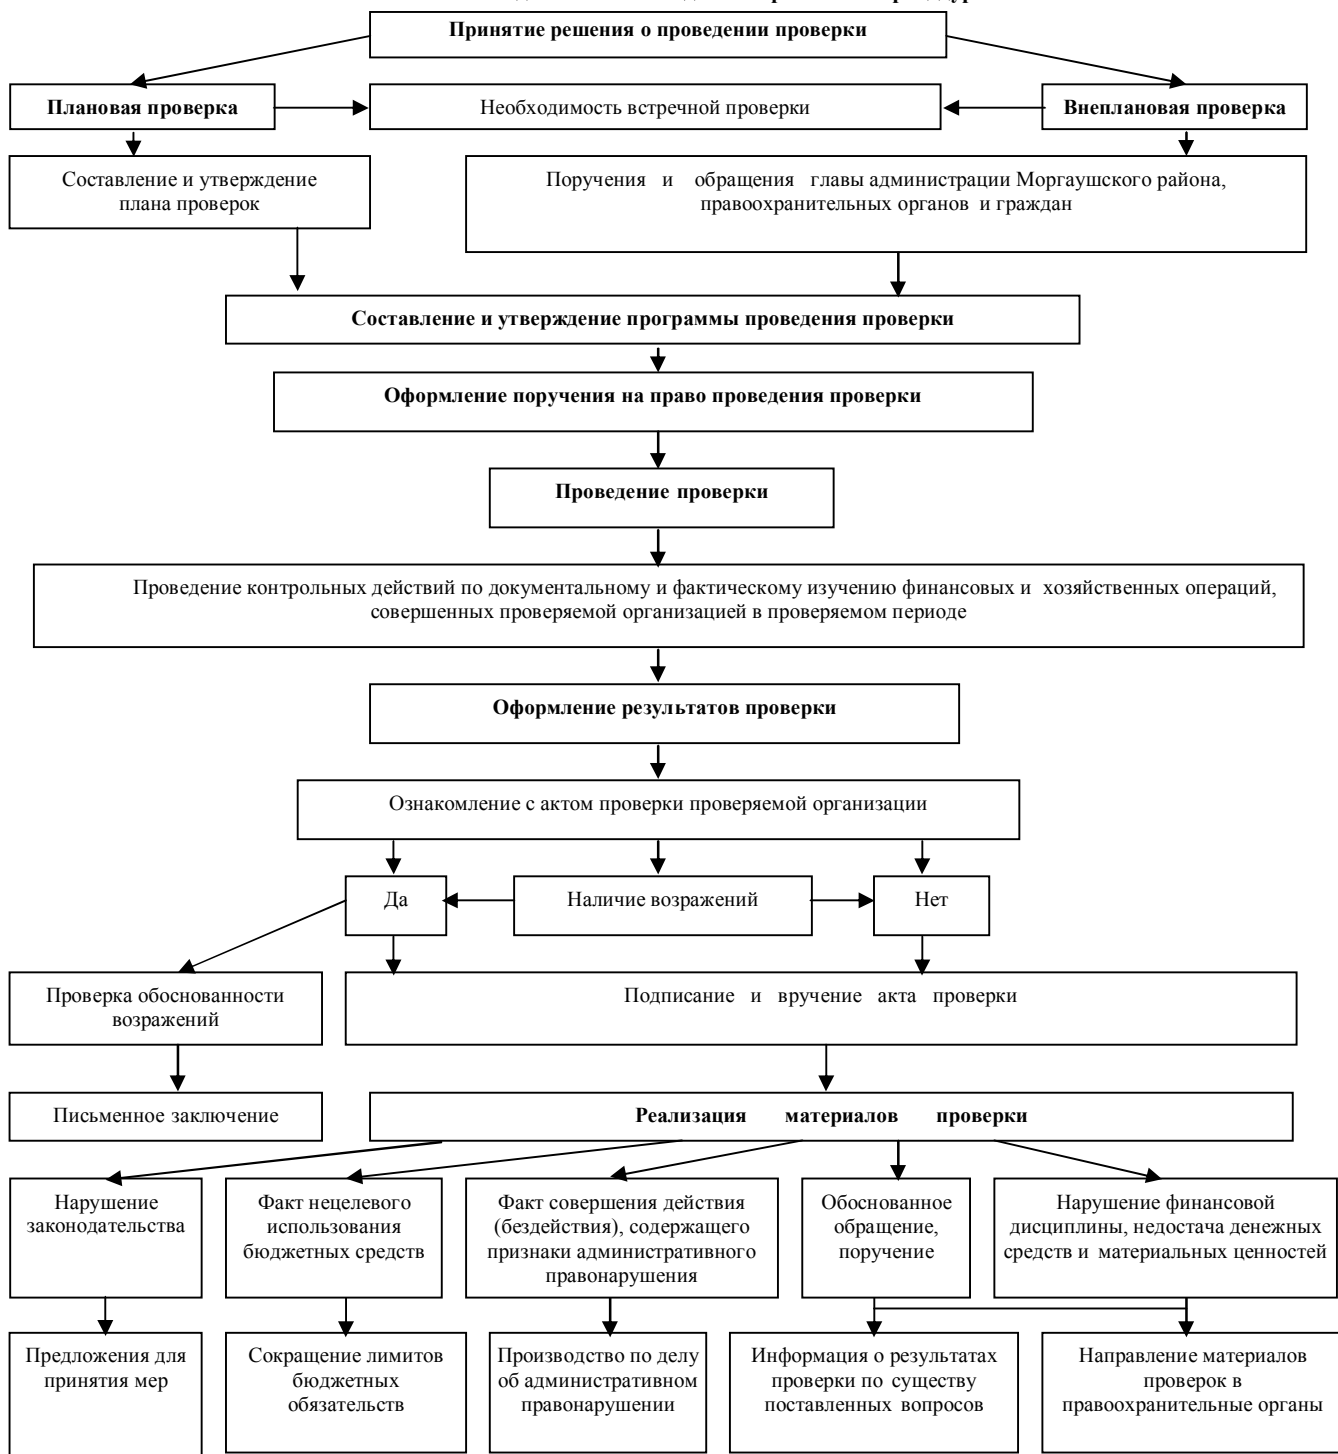 Принятие решения о проведении проверки
Плановая проверка
Необходимость встречной проверки
Внеплановая проверка
Составление и утверждение
плана проверок
Поручения и обращения главы администрации Моргаушского района,
правоохранительных органов и граждан
Составление и утверждение программы проведения проверки
Оформление поручения на право проведения проверки
Проведение проверки
Проведение контрольных действий по документальному и фактическому изучению финансовых и хозяйственных операций,
совершенных проверяемой организацией в проверяемом периоде
Оформление результатов проверки
Ознакомление с актом проверки проверяемой организации
Да
Наличие возражений
Нет
Проверка обоснованности
возражений
Подписание и вручение акта проверки
Письменное заключение
Реализация материалов проверки
Нарушение
законодательства
Факт нецелевого
использования
бюджетных средств
Факт совершения действия
(бездействия), содержащего
признаки административного
правонарушения
Обоснованное
обращение,
поручение
Нарушение финансовой
дисциплины, недостача денежных
средств и материальных ценностей
Предложения для
принятия мер
Сокращение лимитов
бюджетных
обязательств
Производство по делу
об административном
правонарушении
Информация о результатах
проверки по существу
поставленных вопросов
Направление материалов
проверок в
правоохранительные органы